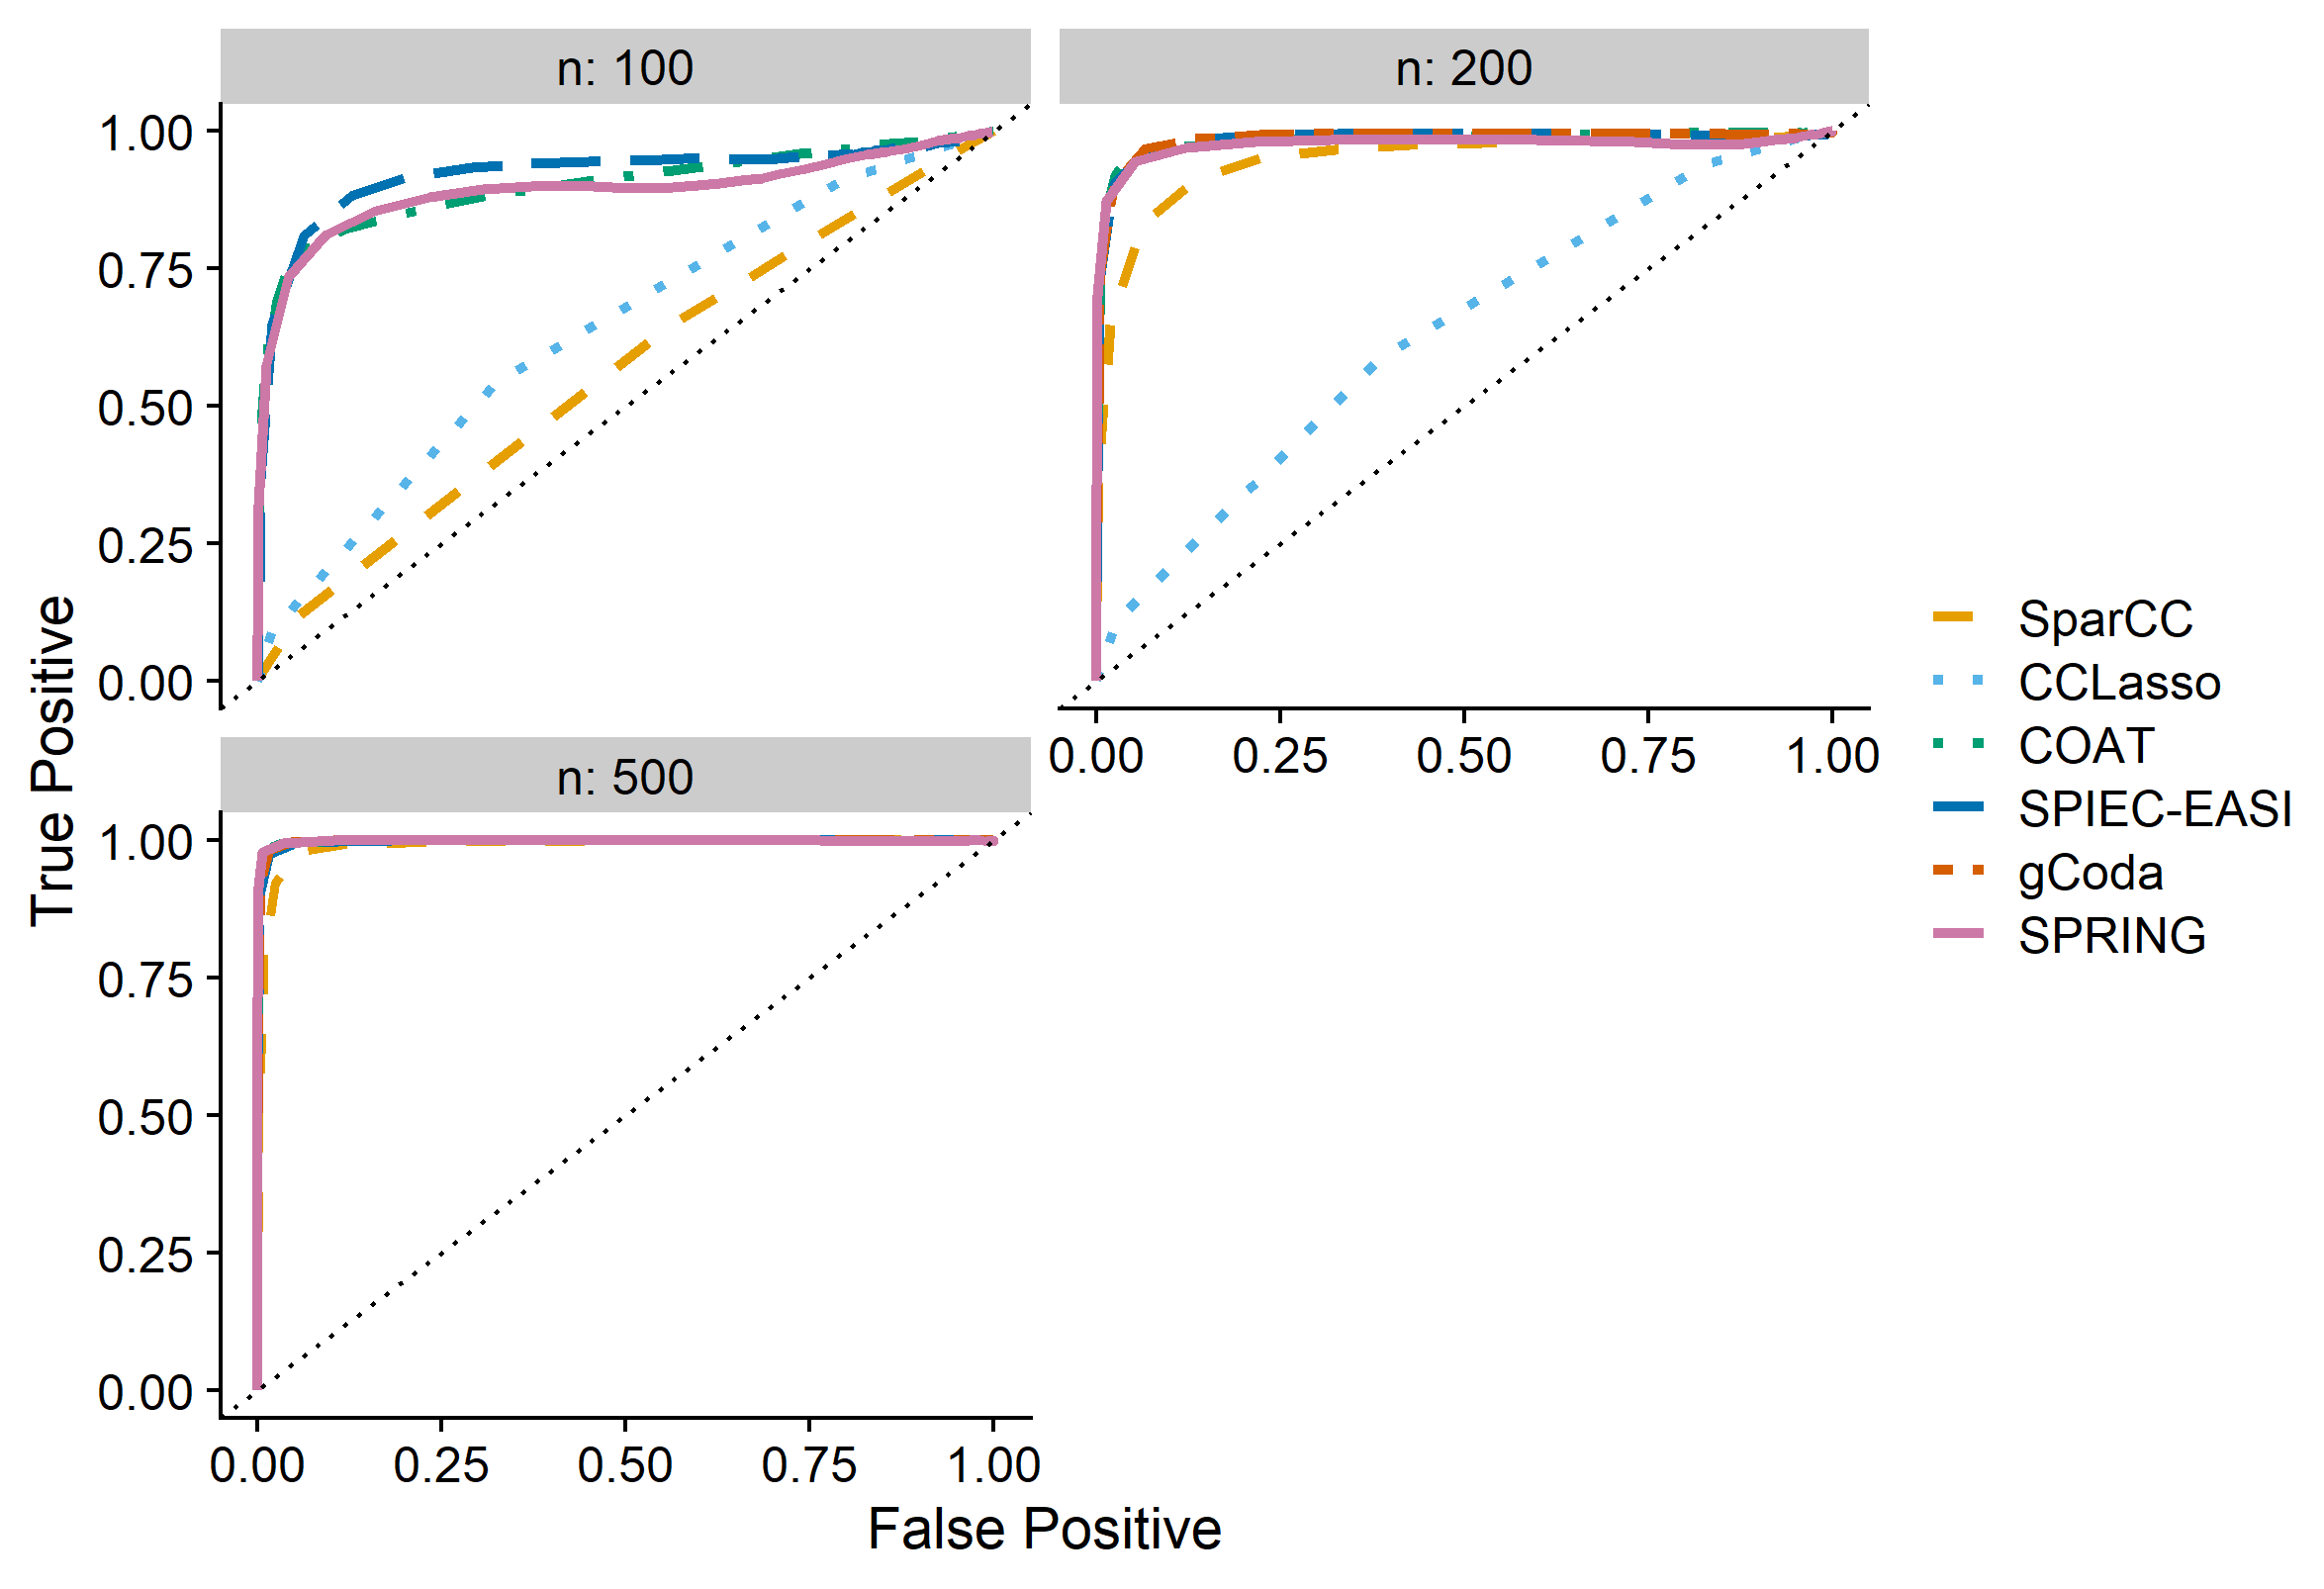 n: 100
n: 200
1.00
0.75
0.50
0.25
0.00
0.00 0.25 0.50 0.75 1.00
n: 500
1.00
0.75
0.50
0.25
0.00
0.00 0.25 0.50 0.75 1.00
True Positive
False Positive
SparCC
CCLasso
COAT
SPIEC-EASI
gCoda
SPRING